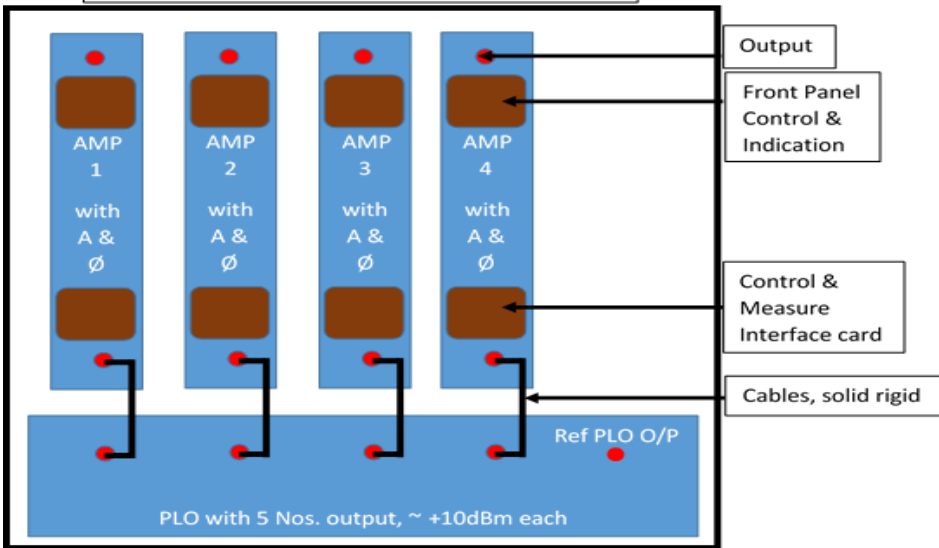 AMP
1
with
A &
Ø
AMP
2
with
A &
Ø
AMP
3
with
A &
Ø
AMP
4
with
A &
Ø
Output
Front Panel
Control &
Indication
Control &
Measure
Interface card
Cables, solid rigid
Ref PLO O/P
PLO with 5 Nos. output, ~ +10dBm each